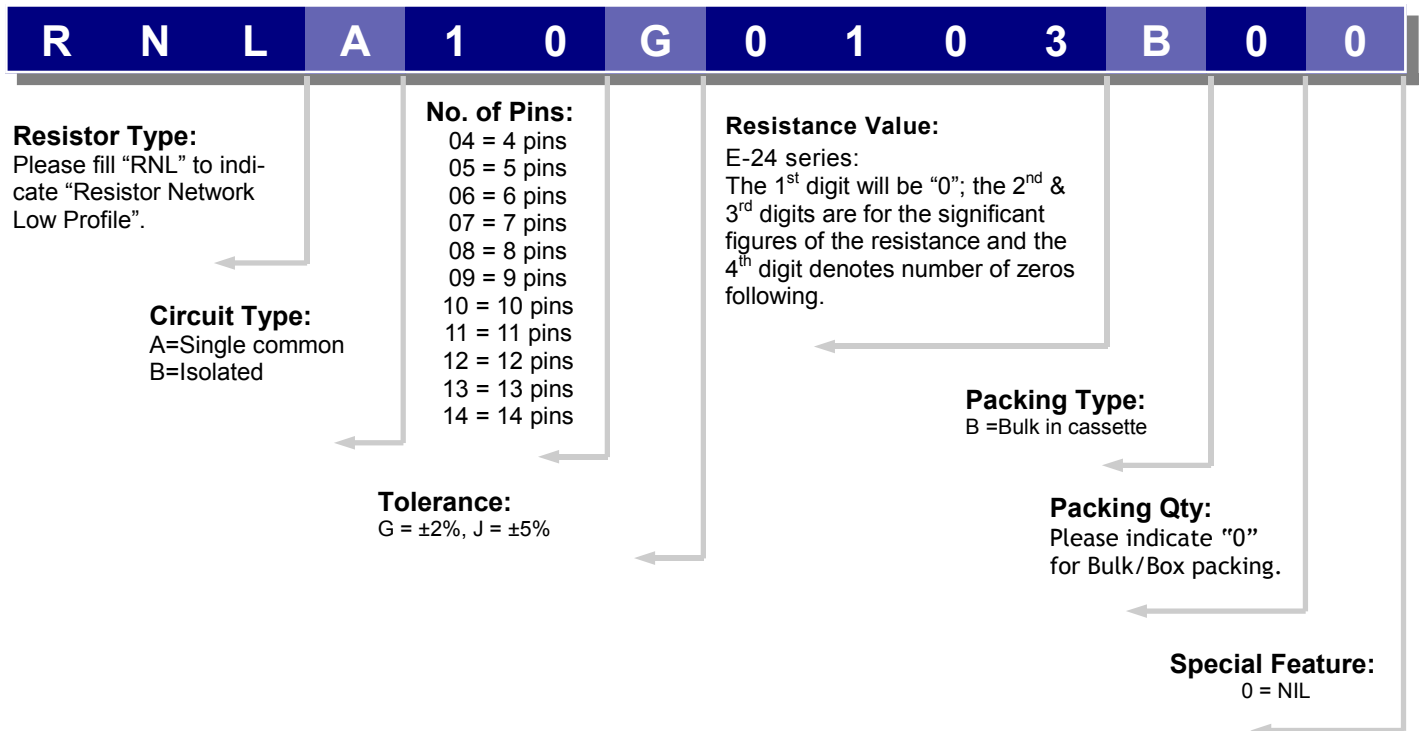 R N L A 1 0 G 0 1 0 3 B 0 0
Resistor Type:
Please fill “RNL” to indi-
cate “Resistor Network
Low Profile”.
Circuit Type:
A=Single common
B=Isolated
No. of Pins:
04 = 4 pins
05 = 5 pins
06 = 6 pins
07 = 7 pins
08 = 8 pins
09 = 9 pins
10 = 10 pins
11 = 11 pins
12 = 12 pins
13 = 13 pins
14 = 14 pins
Tolerance:
G = ±2%, J = ±5%
Resistance Value:
E-24 series:
The 1st digit will be “0”; the 2nd &
3rd digits are for the significant
figures of the resistance and the
4th digit denotes number of zeros
following.
Packing Type:
B =Bulk in cassette
Packing Qty:
Please indicate “0”
for Bulk/Box packing.
Special Feature:
0 = NIL